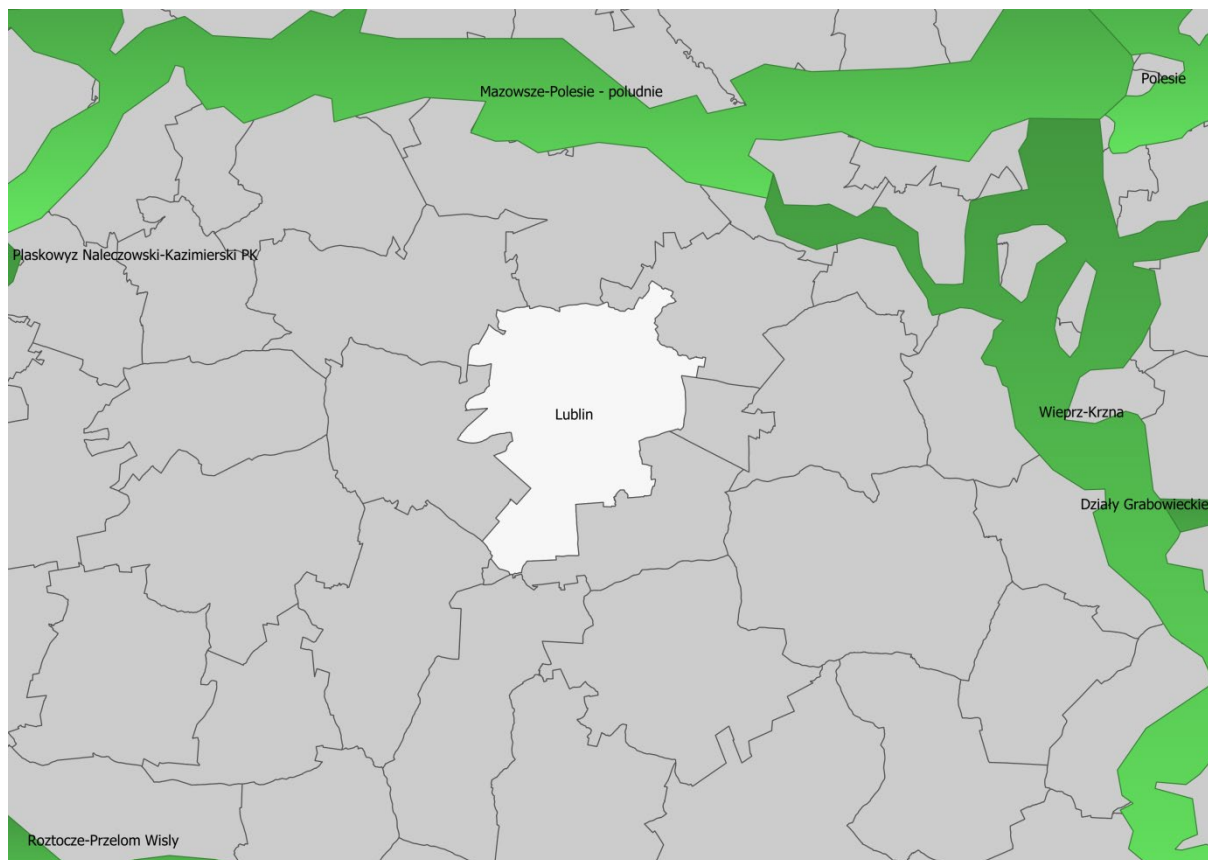 Polesie
Mazowsze-Polesie - poludnie
Plaskowyz Naleczowski-Kazimierski PK
Lublin
Wieprz-Krzna
Działy Grabowieckie
Roztocze-Przelom Wisly